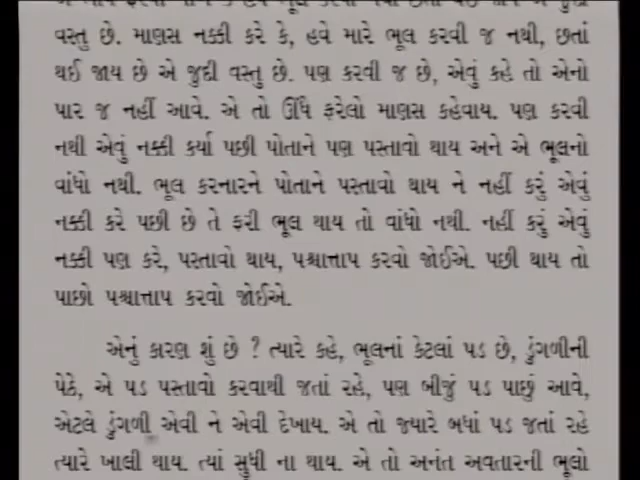 વસ્તુ છે. માણસ નક્કી કરે કે, હવે મારે ભૂલ કરવી જ નથી, છતાં
થઈ જાય છે એ જુદી વસ્તુ છે. પણ કરવી જ છે, એવું કહે તો એનો
પાર જ નહીં આવે. એ તો ઊંધે ફરેલો માણસ કહેવાય. પણ કરવી
નથી એવું નક્કી કર્યા પછી પોતાને પણ પસ્તાવો થાય અને એ ભૂલનો
વાંધો નથી. ભૂલ કરનારને પોતાને પસ્તાવો થાય ને નહીં કરું એવું
નક્કી કરે પછી છે તે ફરી ભૂલ થાય તો વાંધો નથી. નહીં કરું એવું
નક્કી પણ કરે, પસ્તાવો થાય, પશ્ચાત્તાપ કરવો જોઈએ. પછી થાય તો
પાછો પશ્ચાત્તાપ કરવો જોઈએ.
એનું કારણ શું છે ? ત્યારે કહે, ભૂલનાં કેટલાં પડ છે, ડુંગળીની
પેઠે, એ પડ પસ્તાવો કરવાથી જતાં રહે, પણ બીજું પડ પાછું આવે,
એટલે ડુંગળી એવી ને એવી દેખાય. એ તો જ્યારે બધાં પડ જતાં રહે
ત્યારે ખાલી થાય. ત્યાં સુધી ના થાય. એ તો અનંત અવતારની ભૂલો